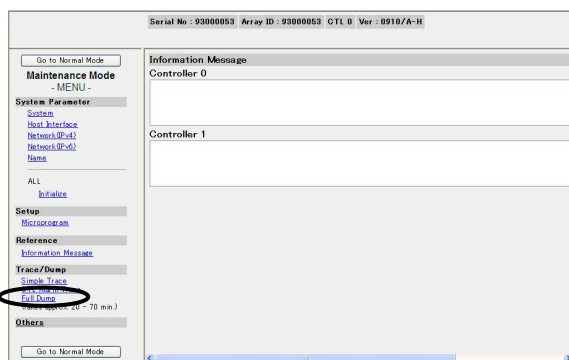 Serial No : 93000053 Array ID : 93000053 CTL 0 Ver : 0910/A-H
Go to Normal Mode
Maintenance Mode
- MENU -
System Parameter
System
Host Interface
Network(IPv4)
Network(IPv6)
Name
ALL
Initialize
Setup
Microprogram
Reference
Information Message
Trace/Dump
Simple Trace
Full Dump
approx. 20 - 70 min.)
Others
Go to Normal Mode
Information Message
Controller 0
Controller 1